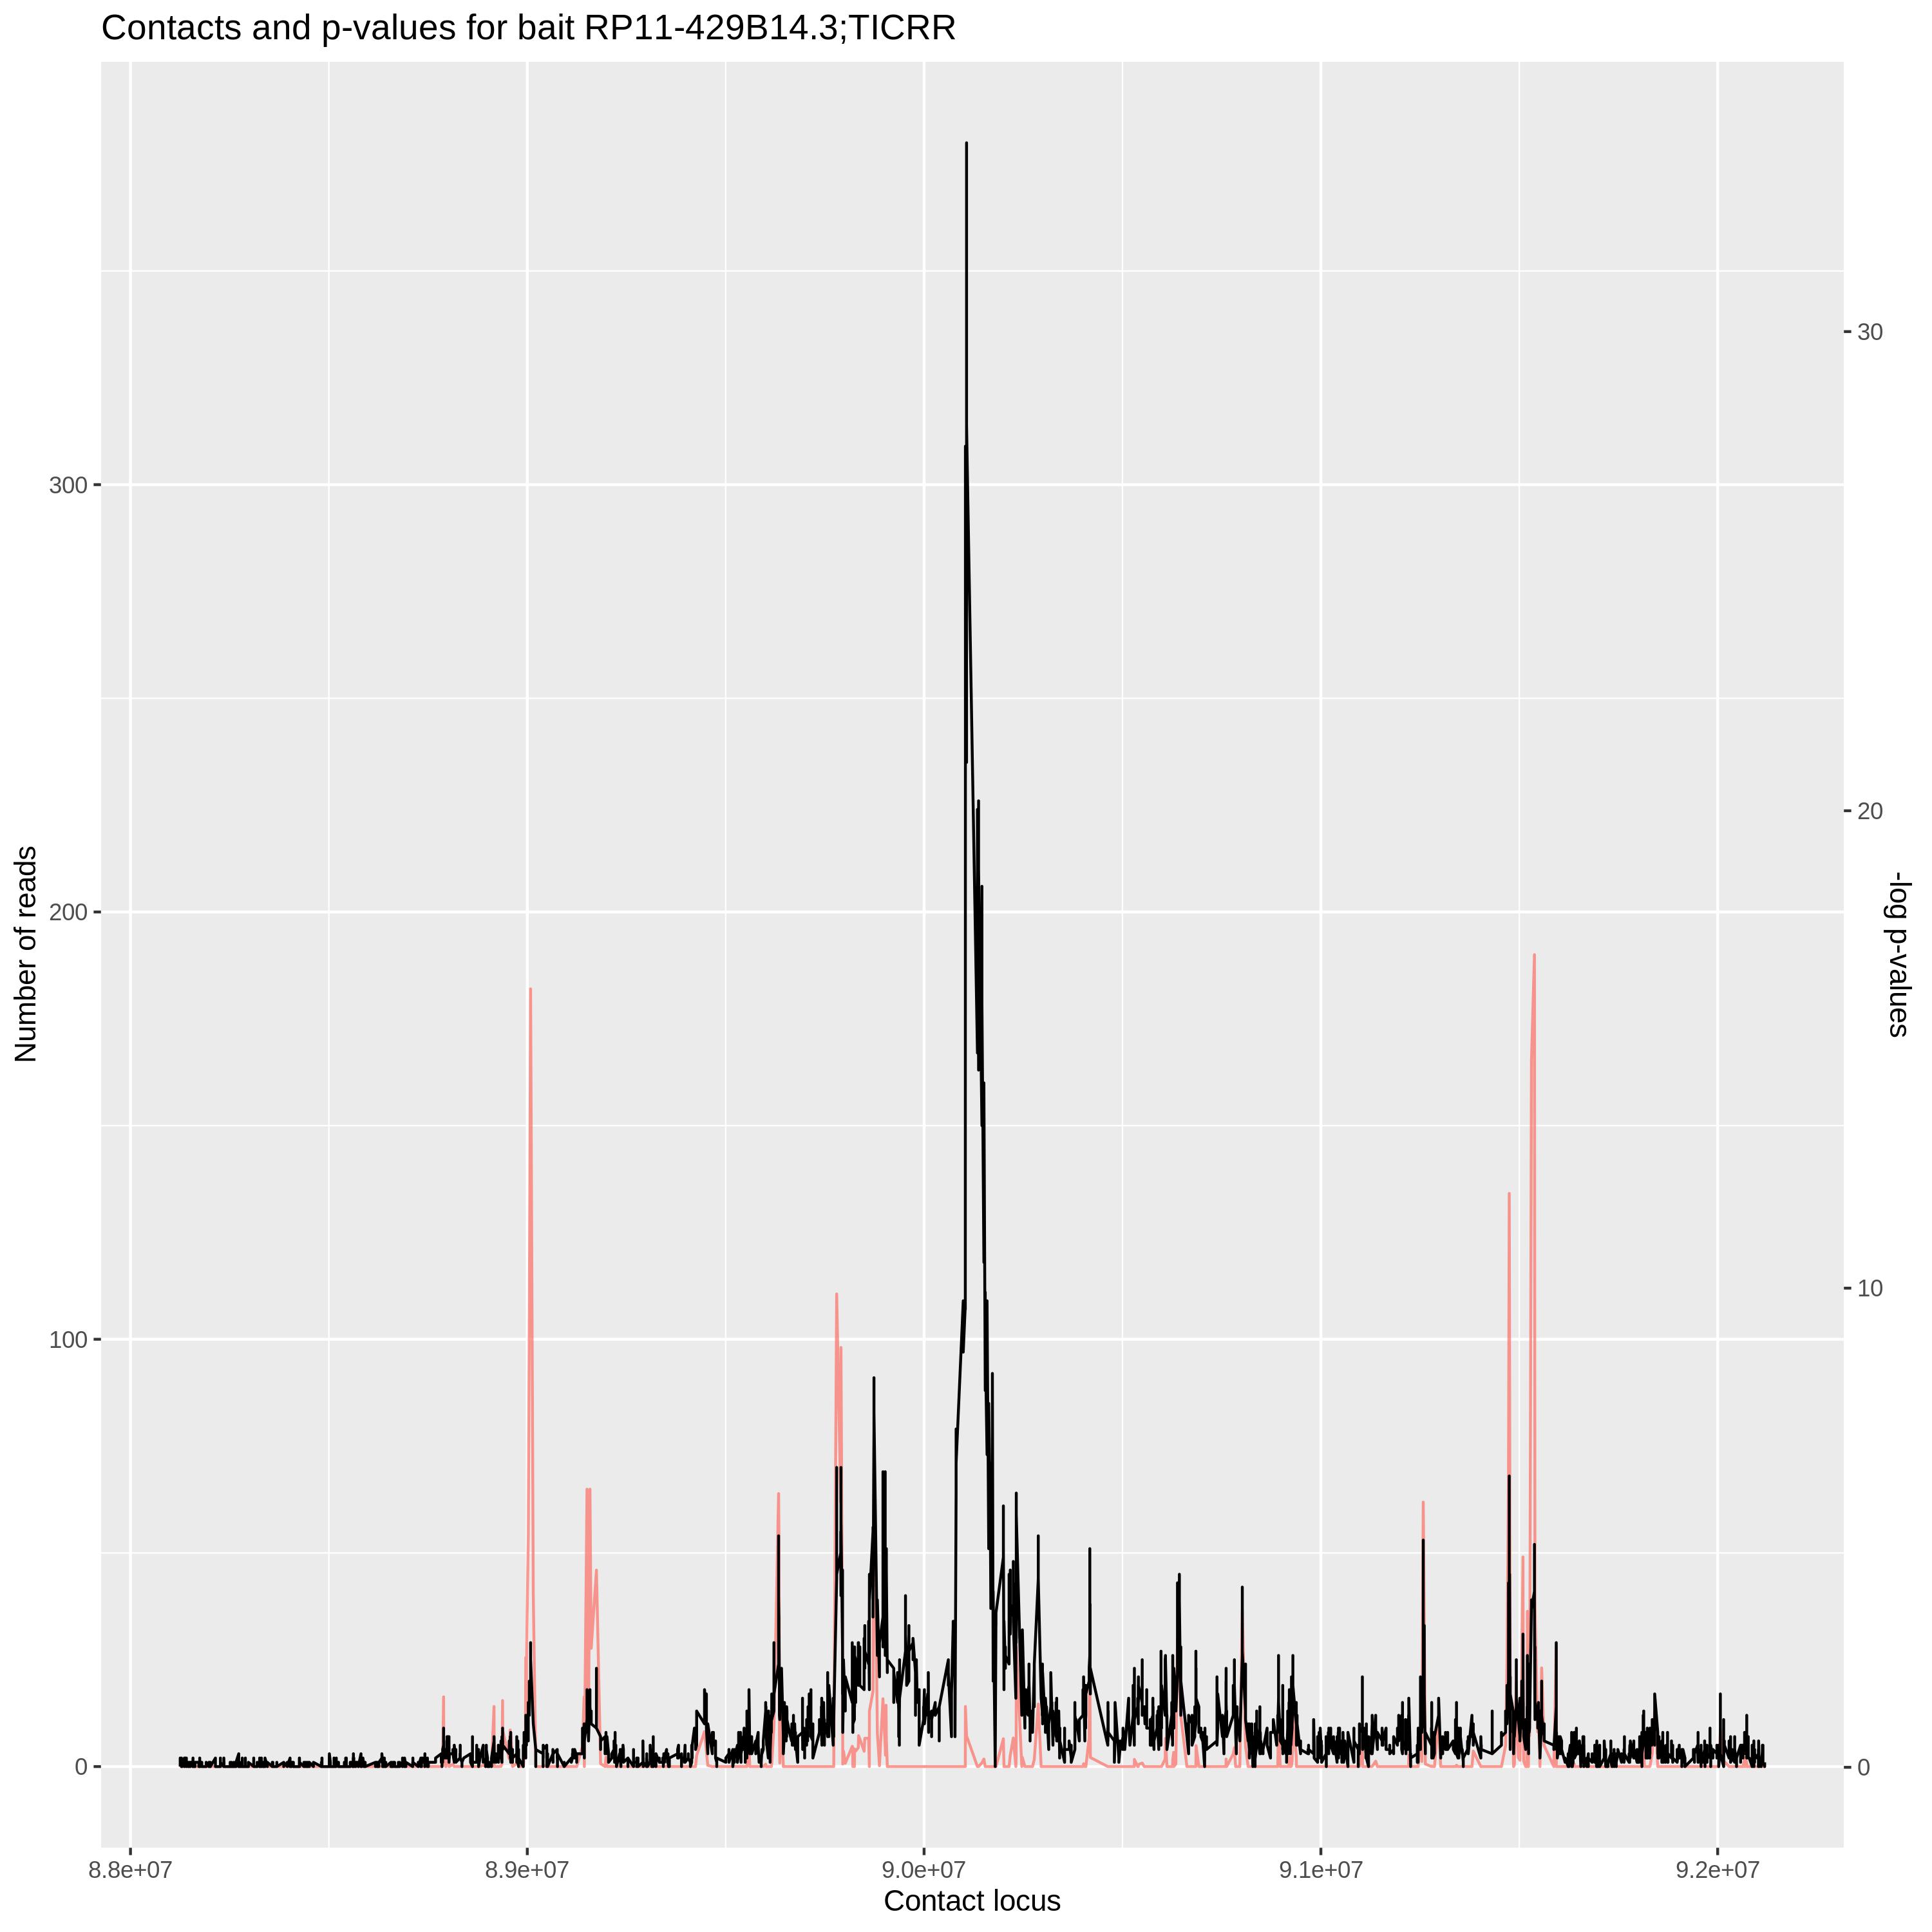 Contacts and p-values for bait RP11-429B14.3;TICRR
Number of reads
300
200
100
0
30
20
10
0
-log p-values
8.8e+07 8.9e+07 9.0e+07 9.1e+07 9.2e+07
Contact locus